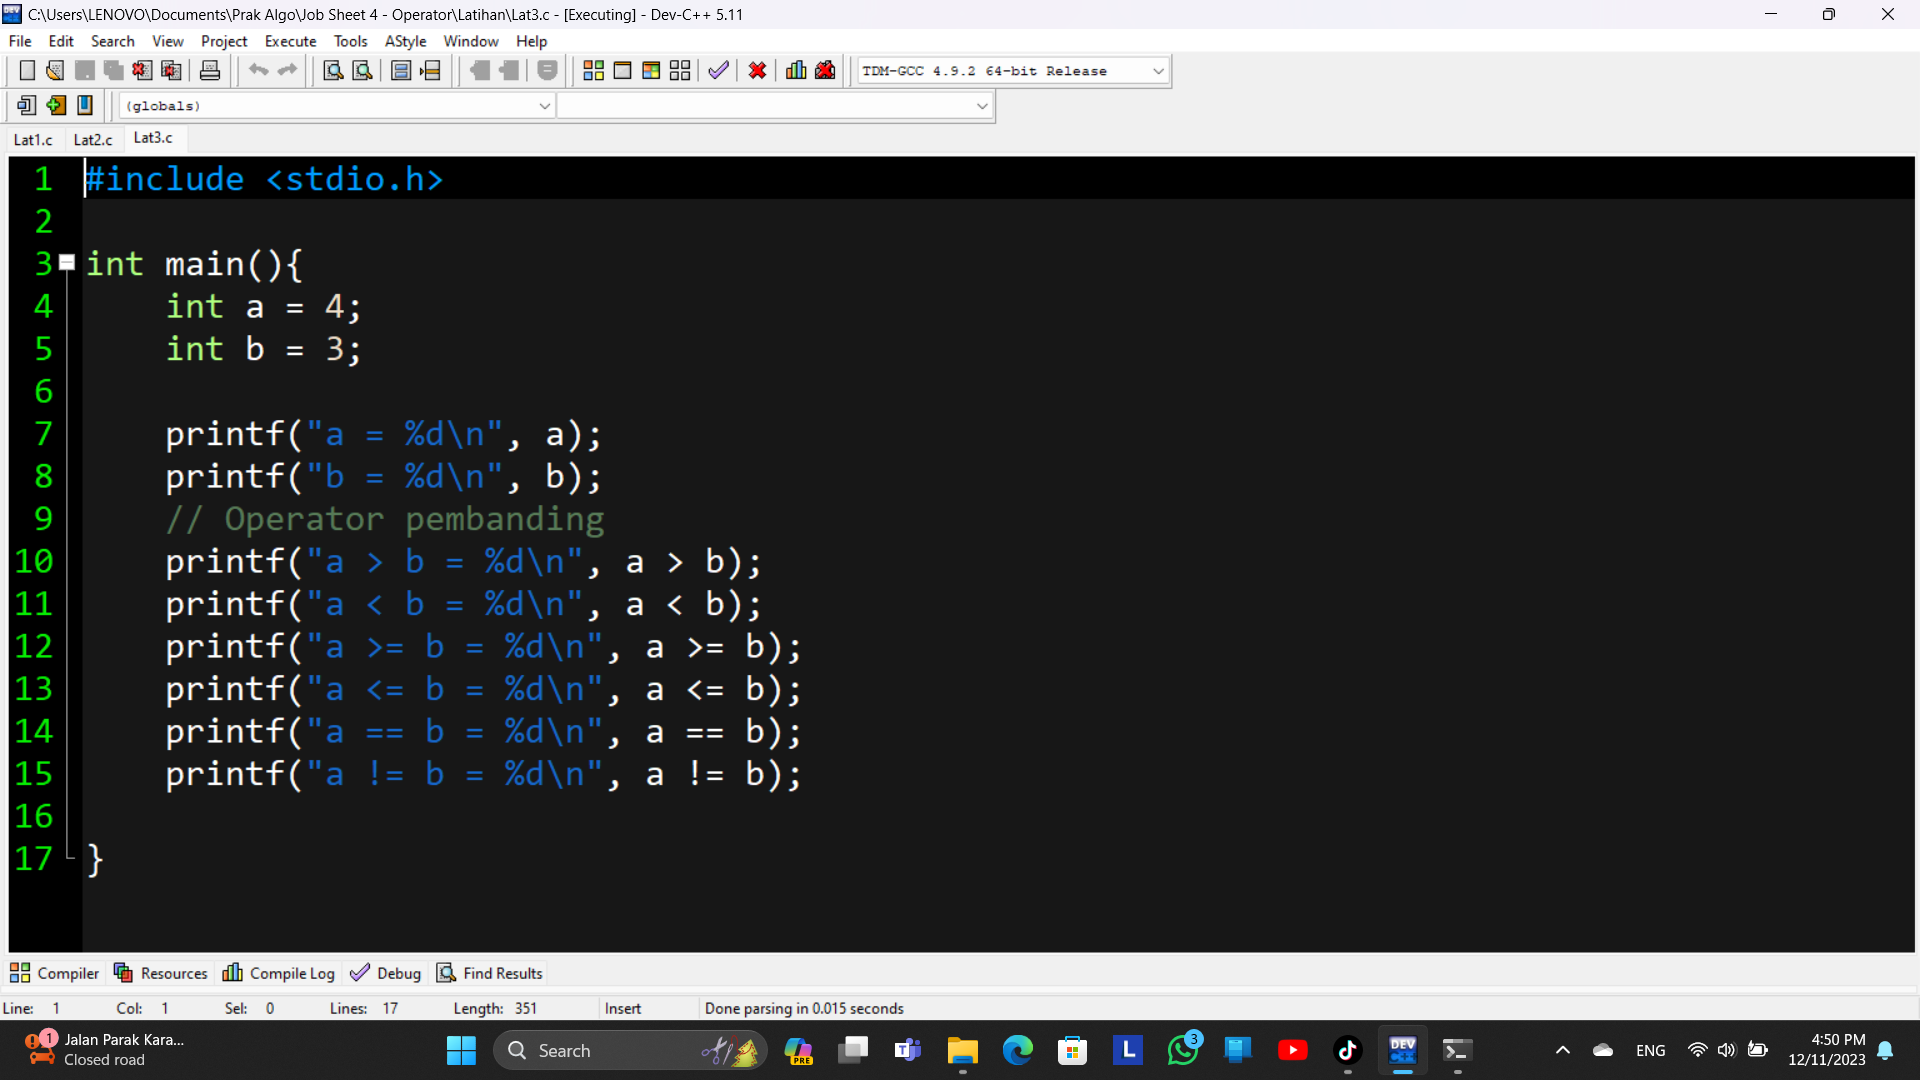 C:\Users\LENOVO\Documents\Prak Algo\Job Sheet 4 - Operator\Latihan\Lat3.c - [Executing] - Dev-C++ 5.11
File Edit Search View Project Execute Tools AStyle Window Help
TDM-GCC 4.9.2 64-bit Release
(globals)
Lat1.c Lat2.c Lat3.c
1 #include <stdio.h>
2
3 int main(){
4 int a = 4;
5 int b = 3;
6
7 printf("a = %d\n", a);
8 printf("b = %d\n", b);
9 // Operator pembanding
10 printf("a > b = %d\n", a > b);
11 printf("a < b = %d\n", a < b);
12 printf("a >= b = %d\n", a >= b);
13 printf("a <= b = %d\n", a <= b);
14 printf("a == b = %d\n", a == b);
15 printf("a != b = %d\n", a != b);
16
17 }
Compiler Resources Compile Log Debug Find Results
Line: 1 Col: 1 Sel: 0 Lines: 17 Length: 351 Insert Done parsing in 0.015 seconds
1 Jalan Parak Kara...
Closed road
Search
PRE
L
3
DEV
C++
ENG
4:50 PM
12/11/2023